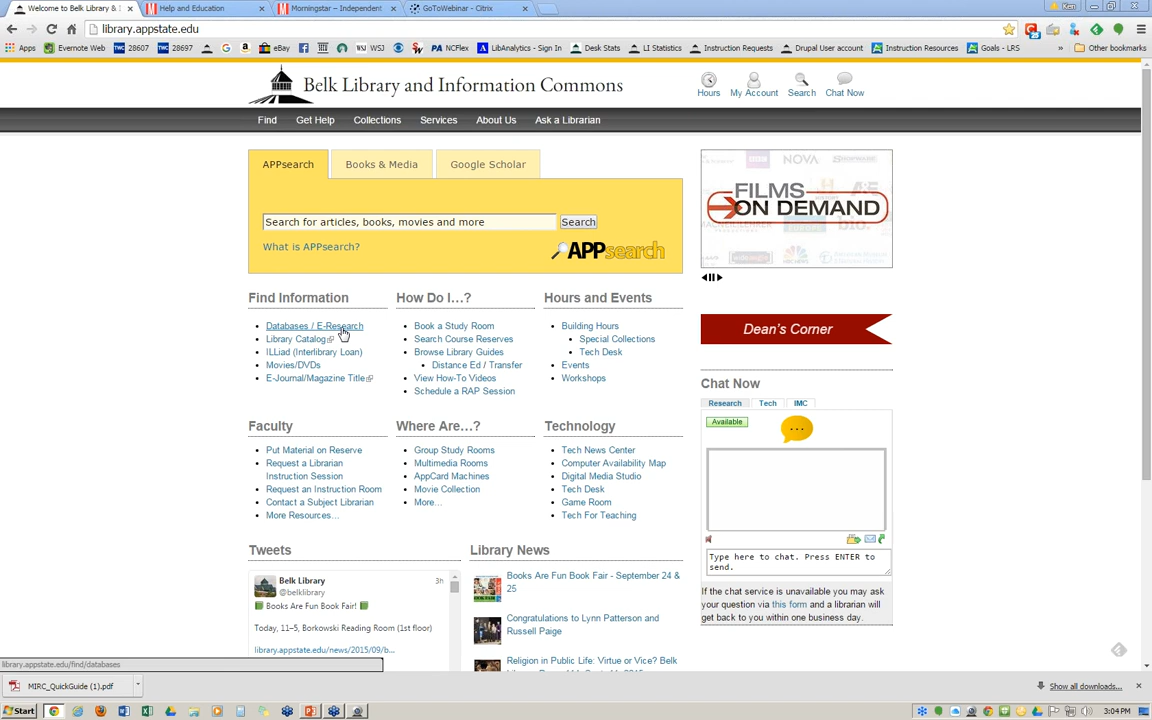 Welcome to Belk Library &
Help and Education
Morningstar – Independent
GoToWebinar - Citrix
Ken
library.appstate.edu
Apps
Evernote Web
TWC 28607
TWC 28697
eBay
WSJ
PA NCFlex
LibAnalytics - Sign In
Desk Stats
LI Statistics
Instruction Requests
Drupal User account
Instruction Resources
Goals - LRS
»
Other bookmarks
Belk Library and Information Commons
Hours
My Account
Search
Chat Now
Find
Get Help
Collections
Services
About Us
Ask a Librarian
APPsearch
Books & Media
Google Scholar
Search for articles, books, movies and more
Search
What is APPsearch?
APPsearch
NOVA
FILMS
ON DEMAND
Find Information
Databases / E-Research
Library Catalog
ILLiad (Interlibrary Loan)
Movies/DVDs
E-Journal/Magazine Title
How Do I...?
Book a Study Room
Search Course Reserves
Browse Library Guides
Distance Ed / Transfer
View How-To Videos
Schedule a RAP Session
Hours and Events
Building Hours
Special Collections
Tech Desk
Events
Workshops
Dean's Corner
Faculty
Put Material on Reserve
Request a Librarian
Instruction Session
Request an Instruction Room
Contact a Subject Librarian
More Resources...
Where Are...?
Group Study Rooms
Multimedia Rooms
AppCard Machines
Movie Collection
More...
Technology
Tech News Center
Computer Availability Map
Digital Media Studio
Tech Desk
Game Room
Tech For Teaching
Chat Now
Research
Tech
IMC
Available
Type here to chat. Press ENTER to
send.
If the chat service is unavailable you may ask
your question via this form and a librarian will
get back to you within one business day.
Tweets
Belk Library
3h
@belklibrary
Books Are Fun Book Fair!
Today, 11–5, Borkowski Reading Room (1st floor)
library.appstate.edu/news/2015/09/b...
Library News
Books Are Fun Book Fair - September 24 &
25
Congratulations to Lynn Patterson and
Russell Paige
Religion in Public Life: Virtue or Vice? Belk
library.appstate.edu/find/databases
MIRC_QuickGuide (1).pdf
Show all downloads...
Start
3:04 PM